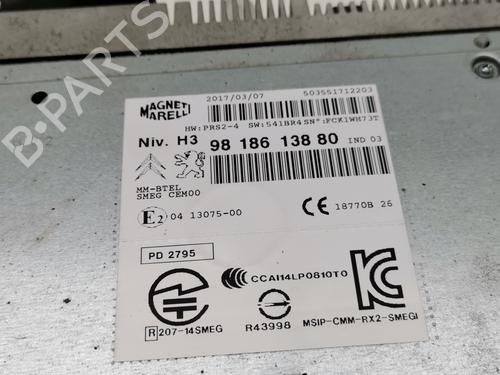 MAGNETI MARELLI
2017/03/07 503551712203
HW:PRS2-4 SW:541BR4 SN°:FCK1WH73T
Niv. H3 98 186 138 80 IND 03
MM-BTEL
SMEG CEM00
E2 04 13075-00 CE 18770B 26
PD 2795
CCAI14LP0810T0
R 207-14SMEG R43998 MSIP-CMM-RX2-SMEGI
B-PARTS